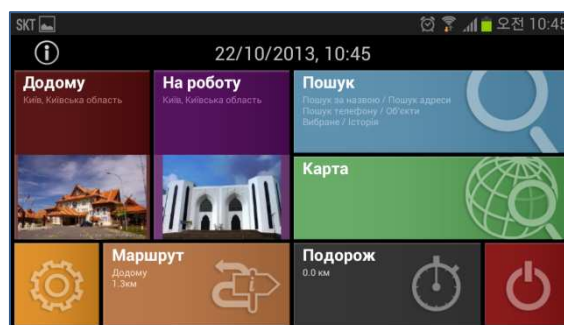 SKT
오전 10:45
22/10/2013, 10:45
Додому
Київ, Київська область
На роботу
Київ, Київська область
Пошук
Пошук за назвою / Пошук адреси
Пошук телефону / Об'єкти
Вибране / Історія
Карта
Маршрут
Додому
1.3км
Подорож
0.0 км